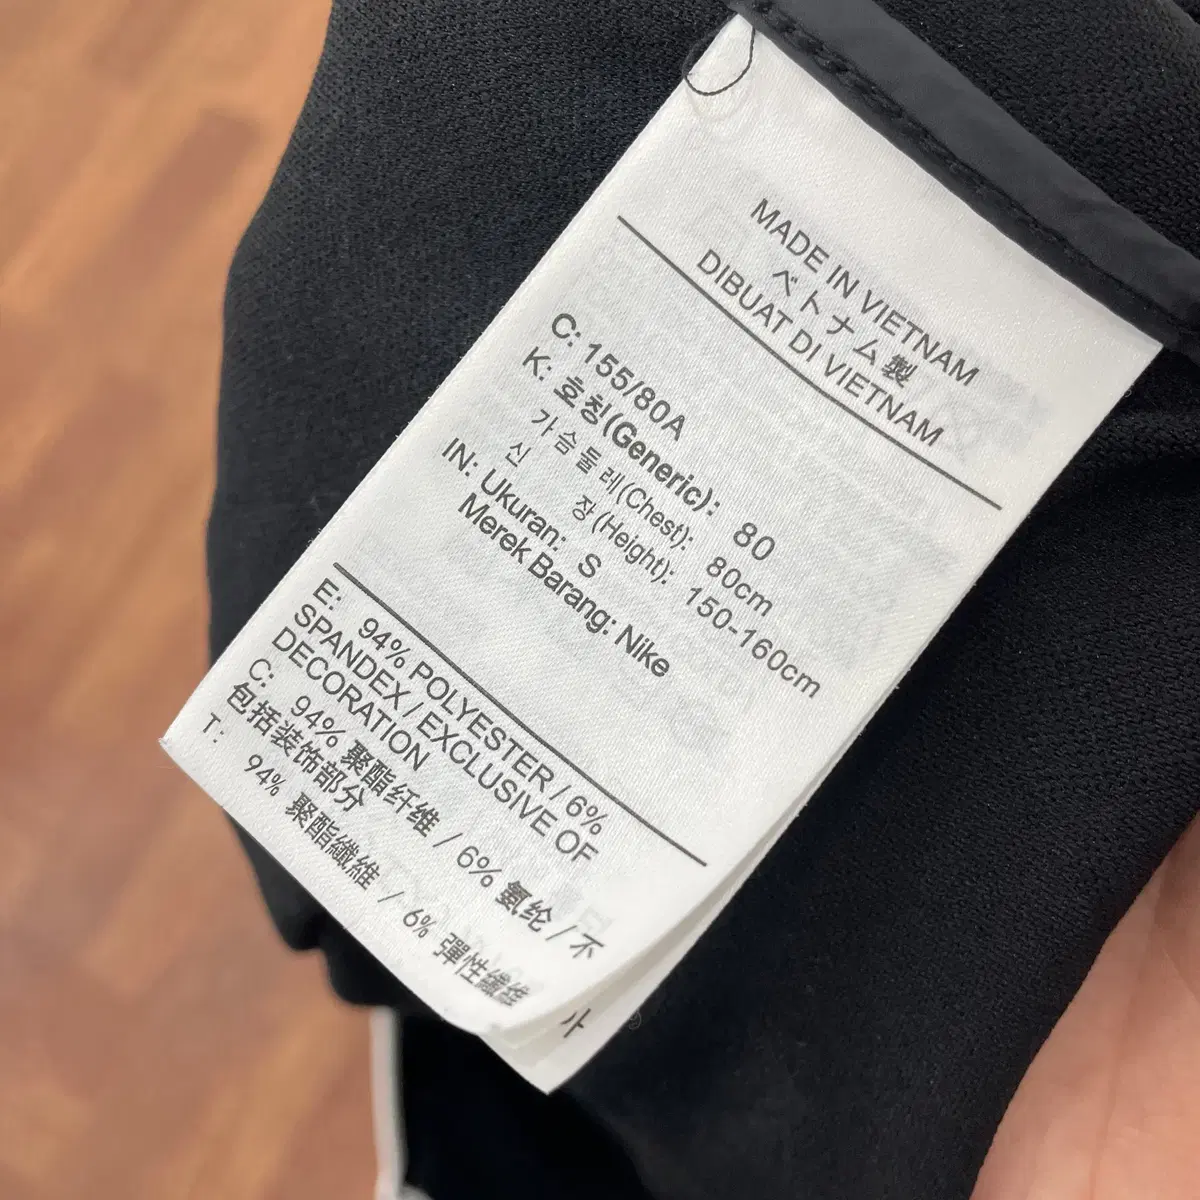 MADE IN VIETNAM
ベトナム製
DIBUAT DI VIETNAM
C: 155/80A
K: 호칭(Generic): 80
가슴둘레(Chest): 80cm
신 장(Height): 150-160cm
IN: Ukuran: S
Merek Barang: Nike
E: 94% POLYESTER / 6%
SPANDEX / EXCLUSIVE OF
DECORATION
C: 94% 聚酯纤维 / 6% 氨纶 / 不
包括装饰部分
T: 94% 聚酯纖維 / 6% 彈性纖維